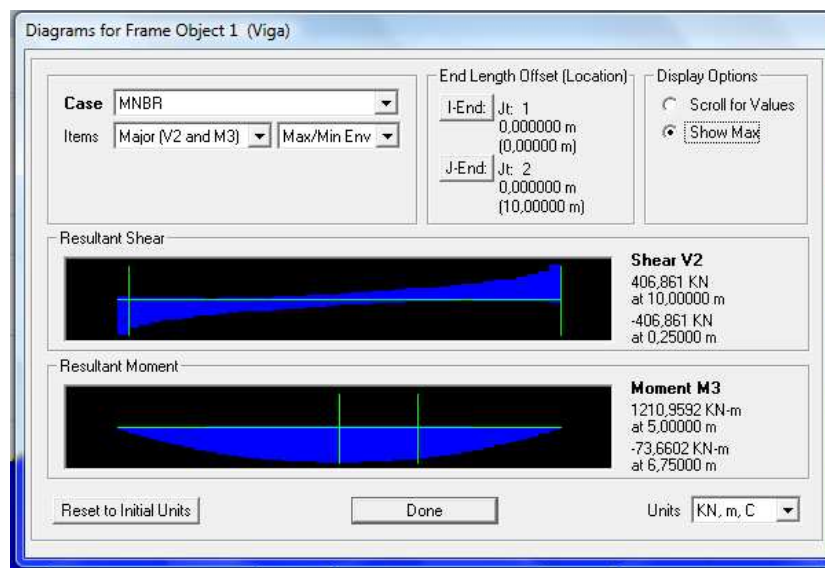 Diagrams for Frame Object 1 (Viga)
Case MNBR
Items Major (V2 and M3) Max/Min Env
End Length Offset (Location)
I-End: Jt: 1
0,000000 m
(0,00000 m)
J-End: Jt: 2
0,000000 m
(10,00000 m)
Display Options
Scroll for Values
Show Max
Resultant Shear
Shear V2
406,861 KN
at 10,00000 m
-406,861 KN
at 0,25000 m
Resultant Moment
Moment M3
1210,9592 KN-m
at 5,00000 m
-73,6602 KN-m
at 6,75000 m
Reset to Initial Units
Done
Units KN, m, C